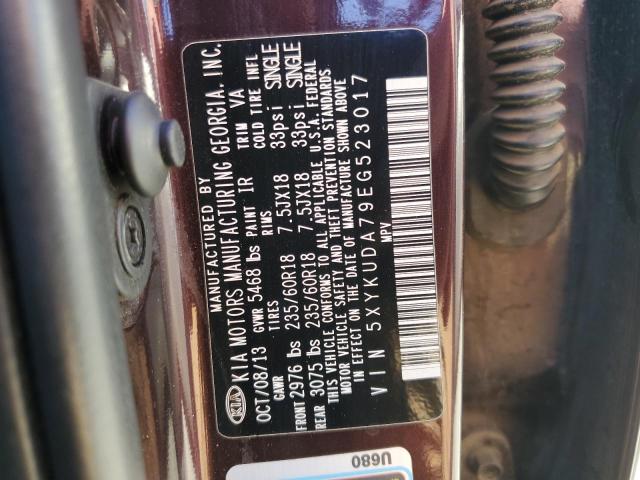 MANUFACTURED BY
KIA KIA MOTORS MANUFACTURING GEORGIA, INC.
OCT/08/13 GVWR 5468 lbs PAINT IR TRIM VA
GAWR TIRES RIMS COLD TIRE INFL
FRONT 2976 lbs 235/60R18 7.5JX18 33psi SINGLE
REAR 3075 lbs 235/60R18 7.5JX18 33psi SINGLE
THIS VEHICLE CONFORMS TO ALL APPLICABLE U.S.A. FEDERAL
MOTOR VEHICLE SAFETY AND THEFT PREVENTION STANDARDS
IN EFFECT ON THE DATE OF MANUFACTURE SHOWN ABOVE
VIN 5XYKUDA79EG523017
MPV
U680